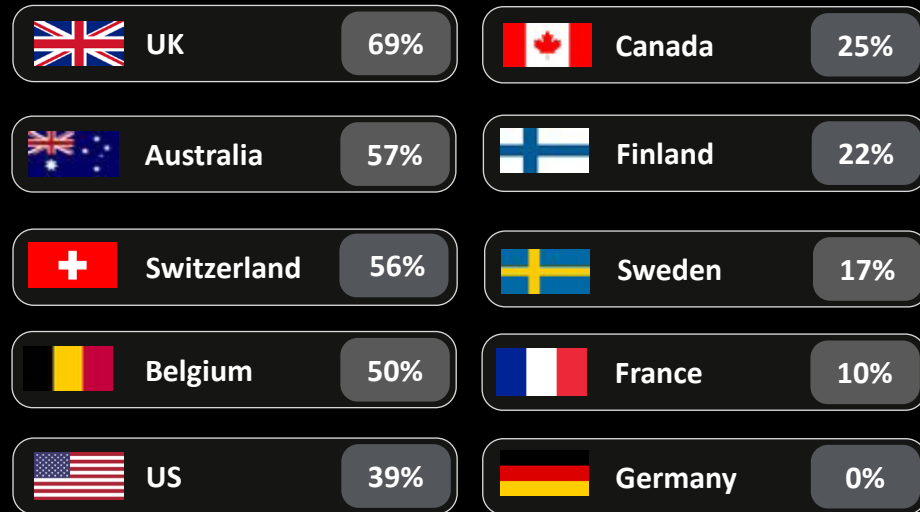 UK 69%
Australia 57%
Switzerland 56%
Belgium 50%
US 39%
Canada 25%
Finland 22%
Sweden 17%
France 10%
Germany 0%